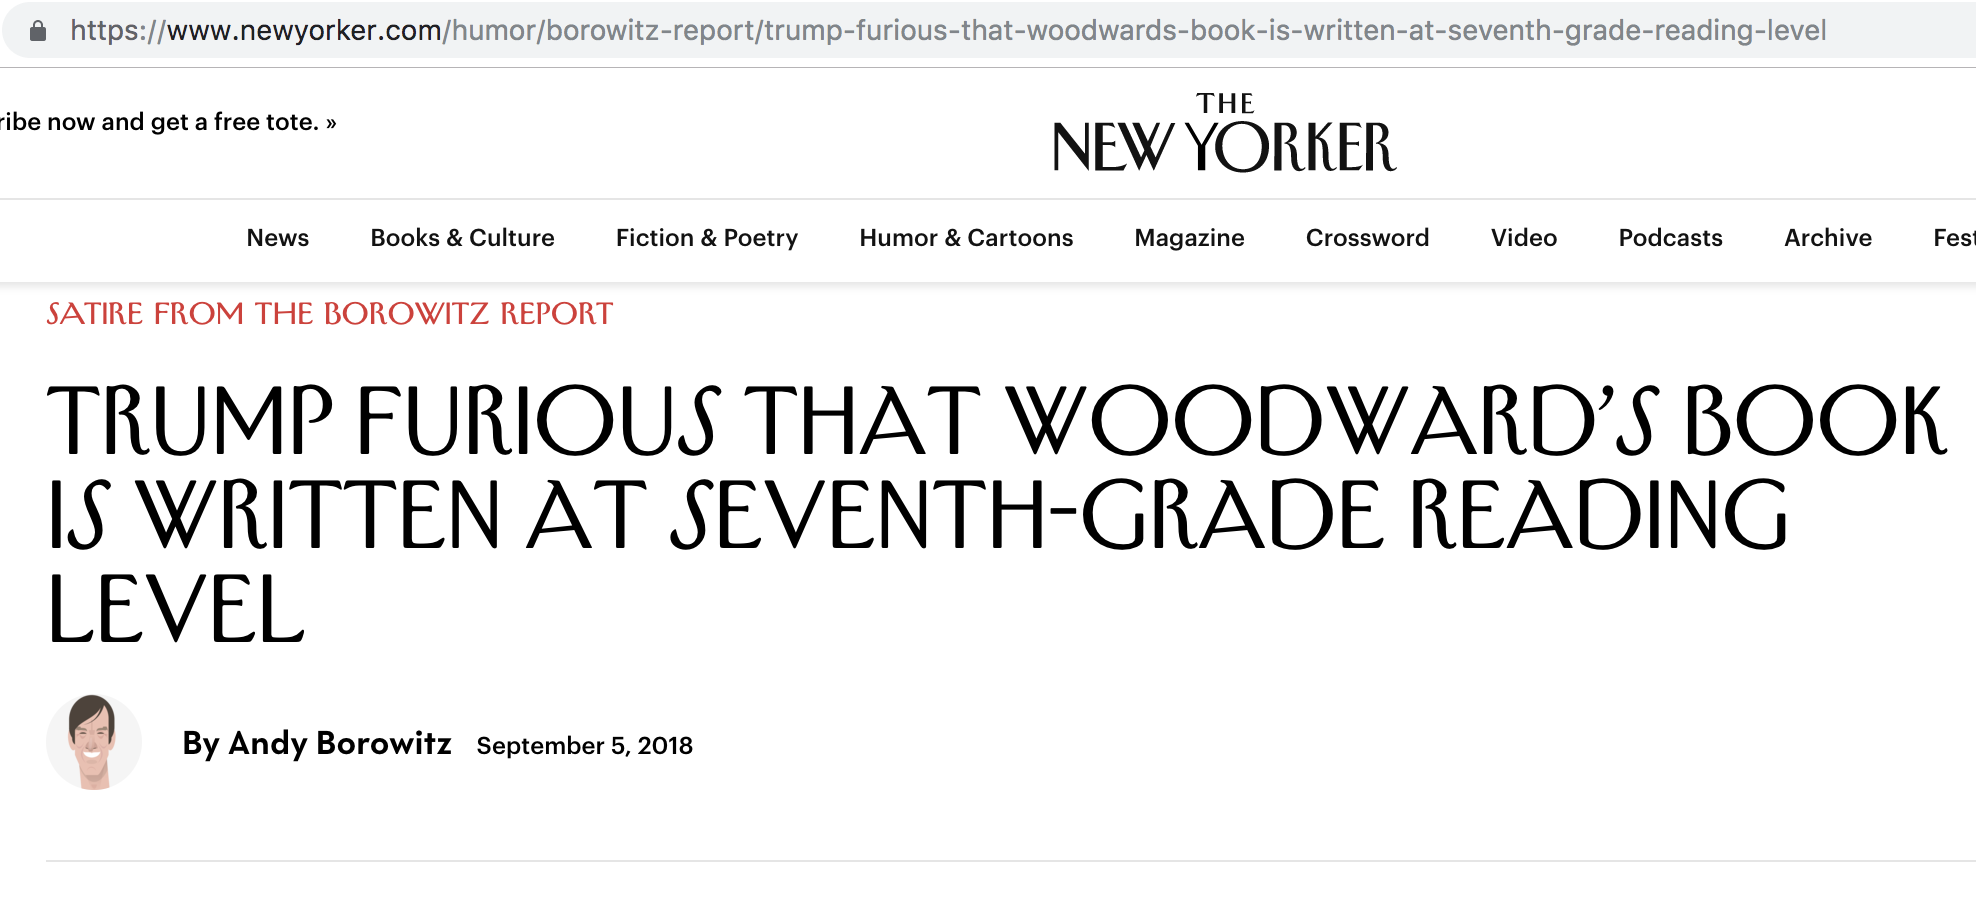 https://www.newyorker.com/humor/borowitz-report/trump-furious-that-woodwards-book-is-written-at-seventh-grade-reading-level
ribe now and get a free tote. »
THE
NEW YORKER
News Books & Culture Fiction & Poetry Humor & Cartoons Magazine Crossword Video Podcasts Archive Fest
SATIRE FROM THE BOROWITZ REPORT
TRUMP FURIOUS THAT WOODWARD’S BOOK
IS WRITTEN AT SEVENTH-GRADE READING
LEVEL
By Andy Borowitz September 5, 2018